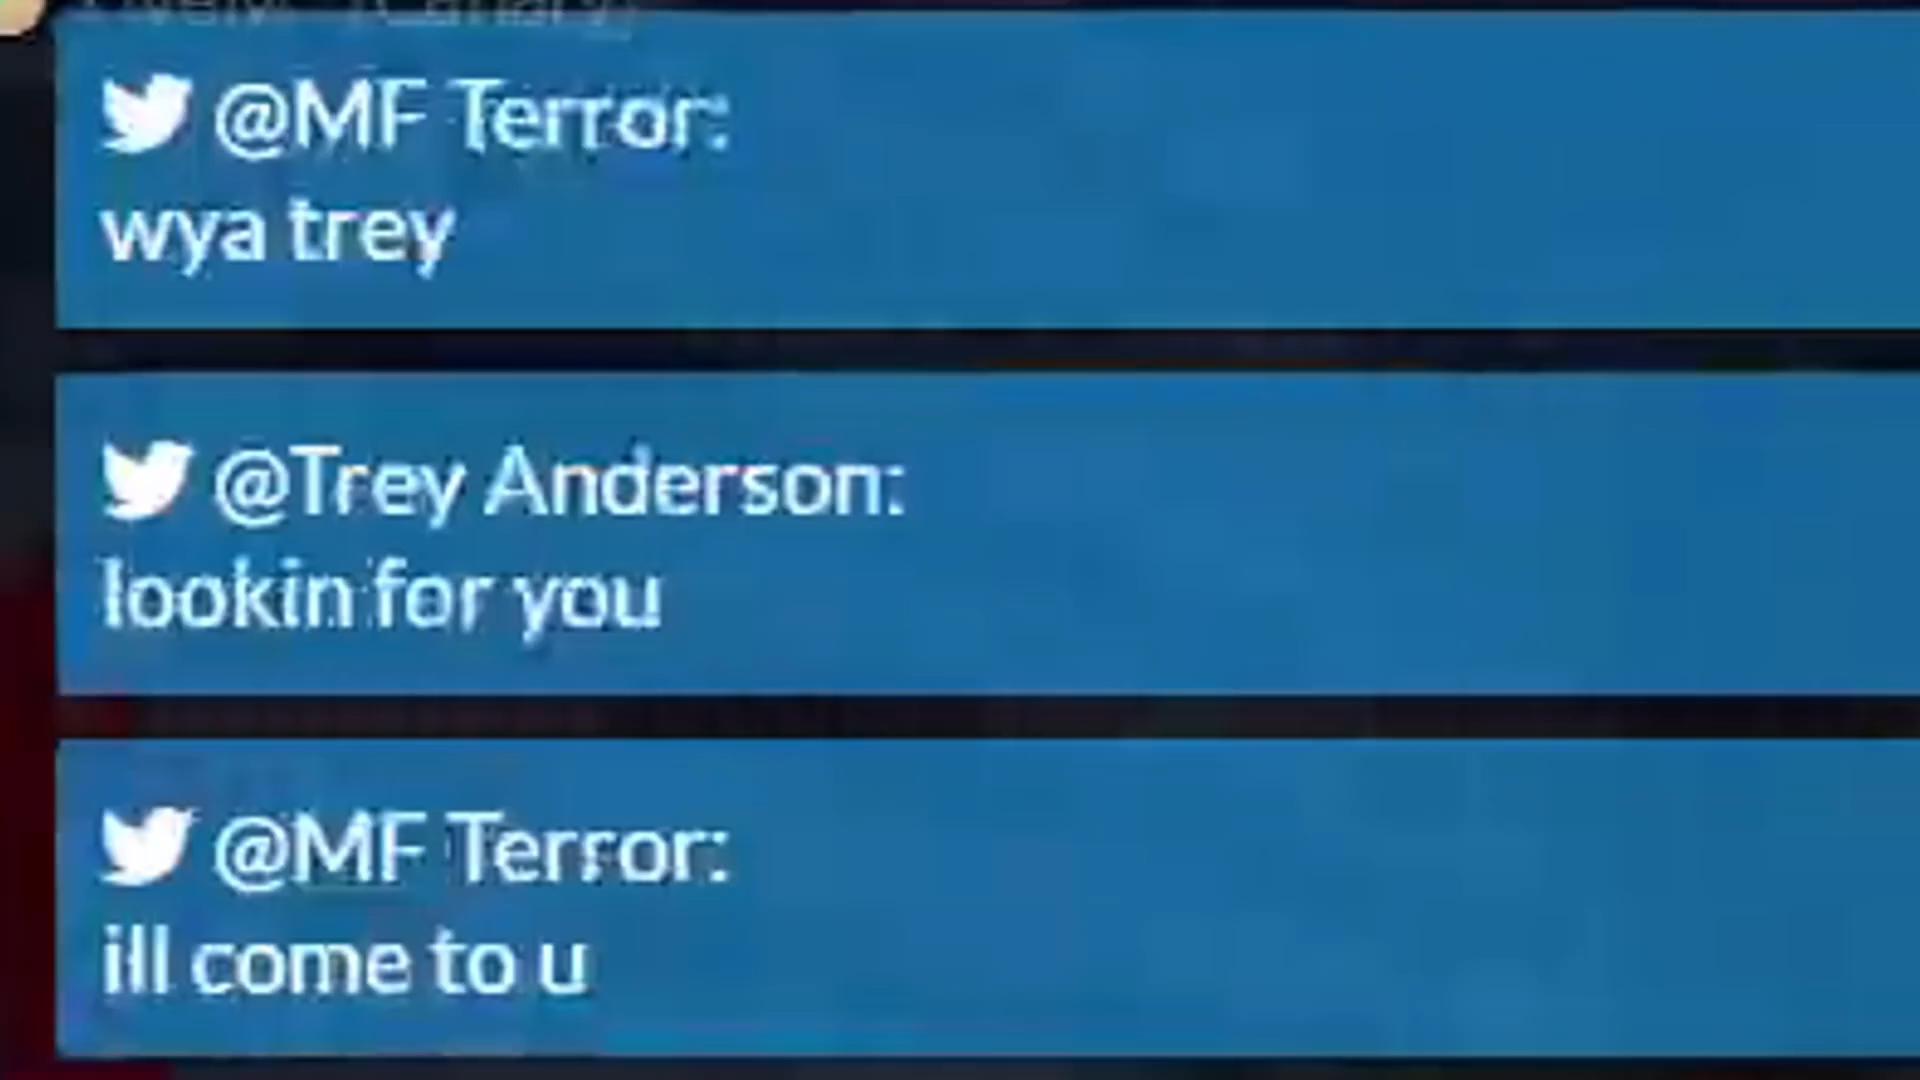 @MF Terror:
wya trey
@Trey Anderson:
lookin for you
@MF Terror:
ill come to u